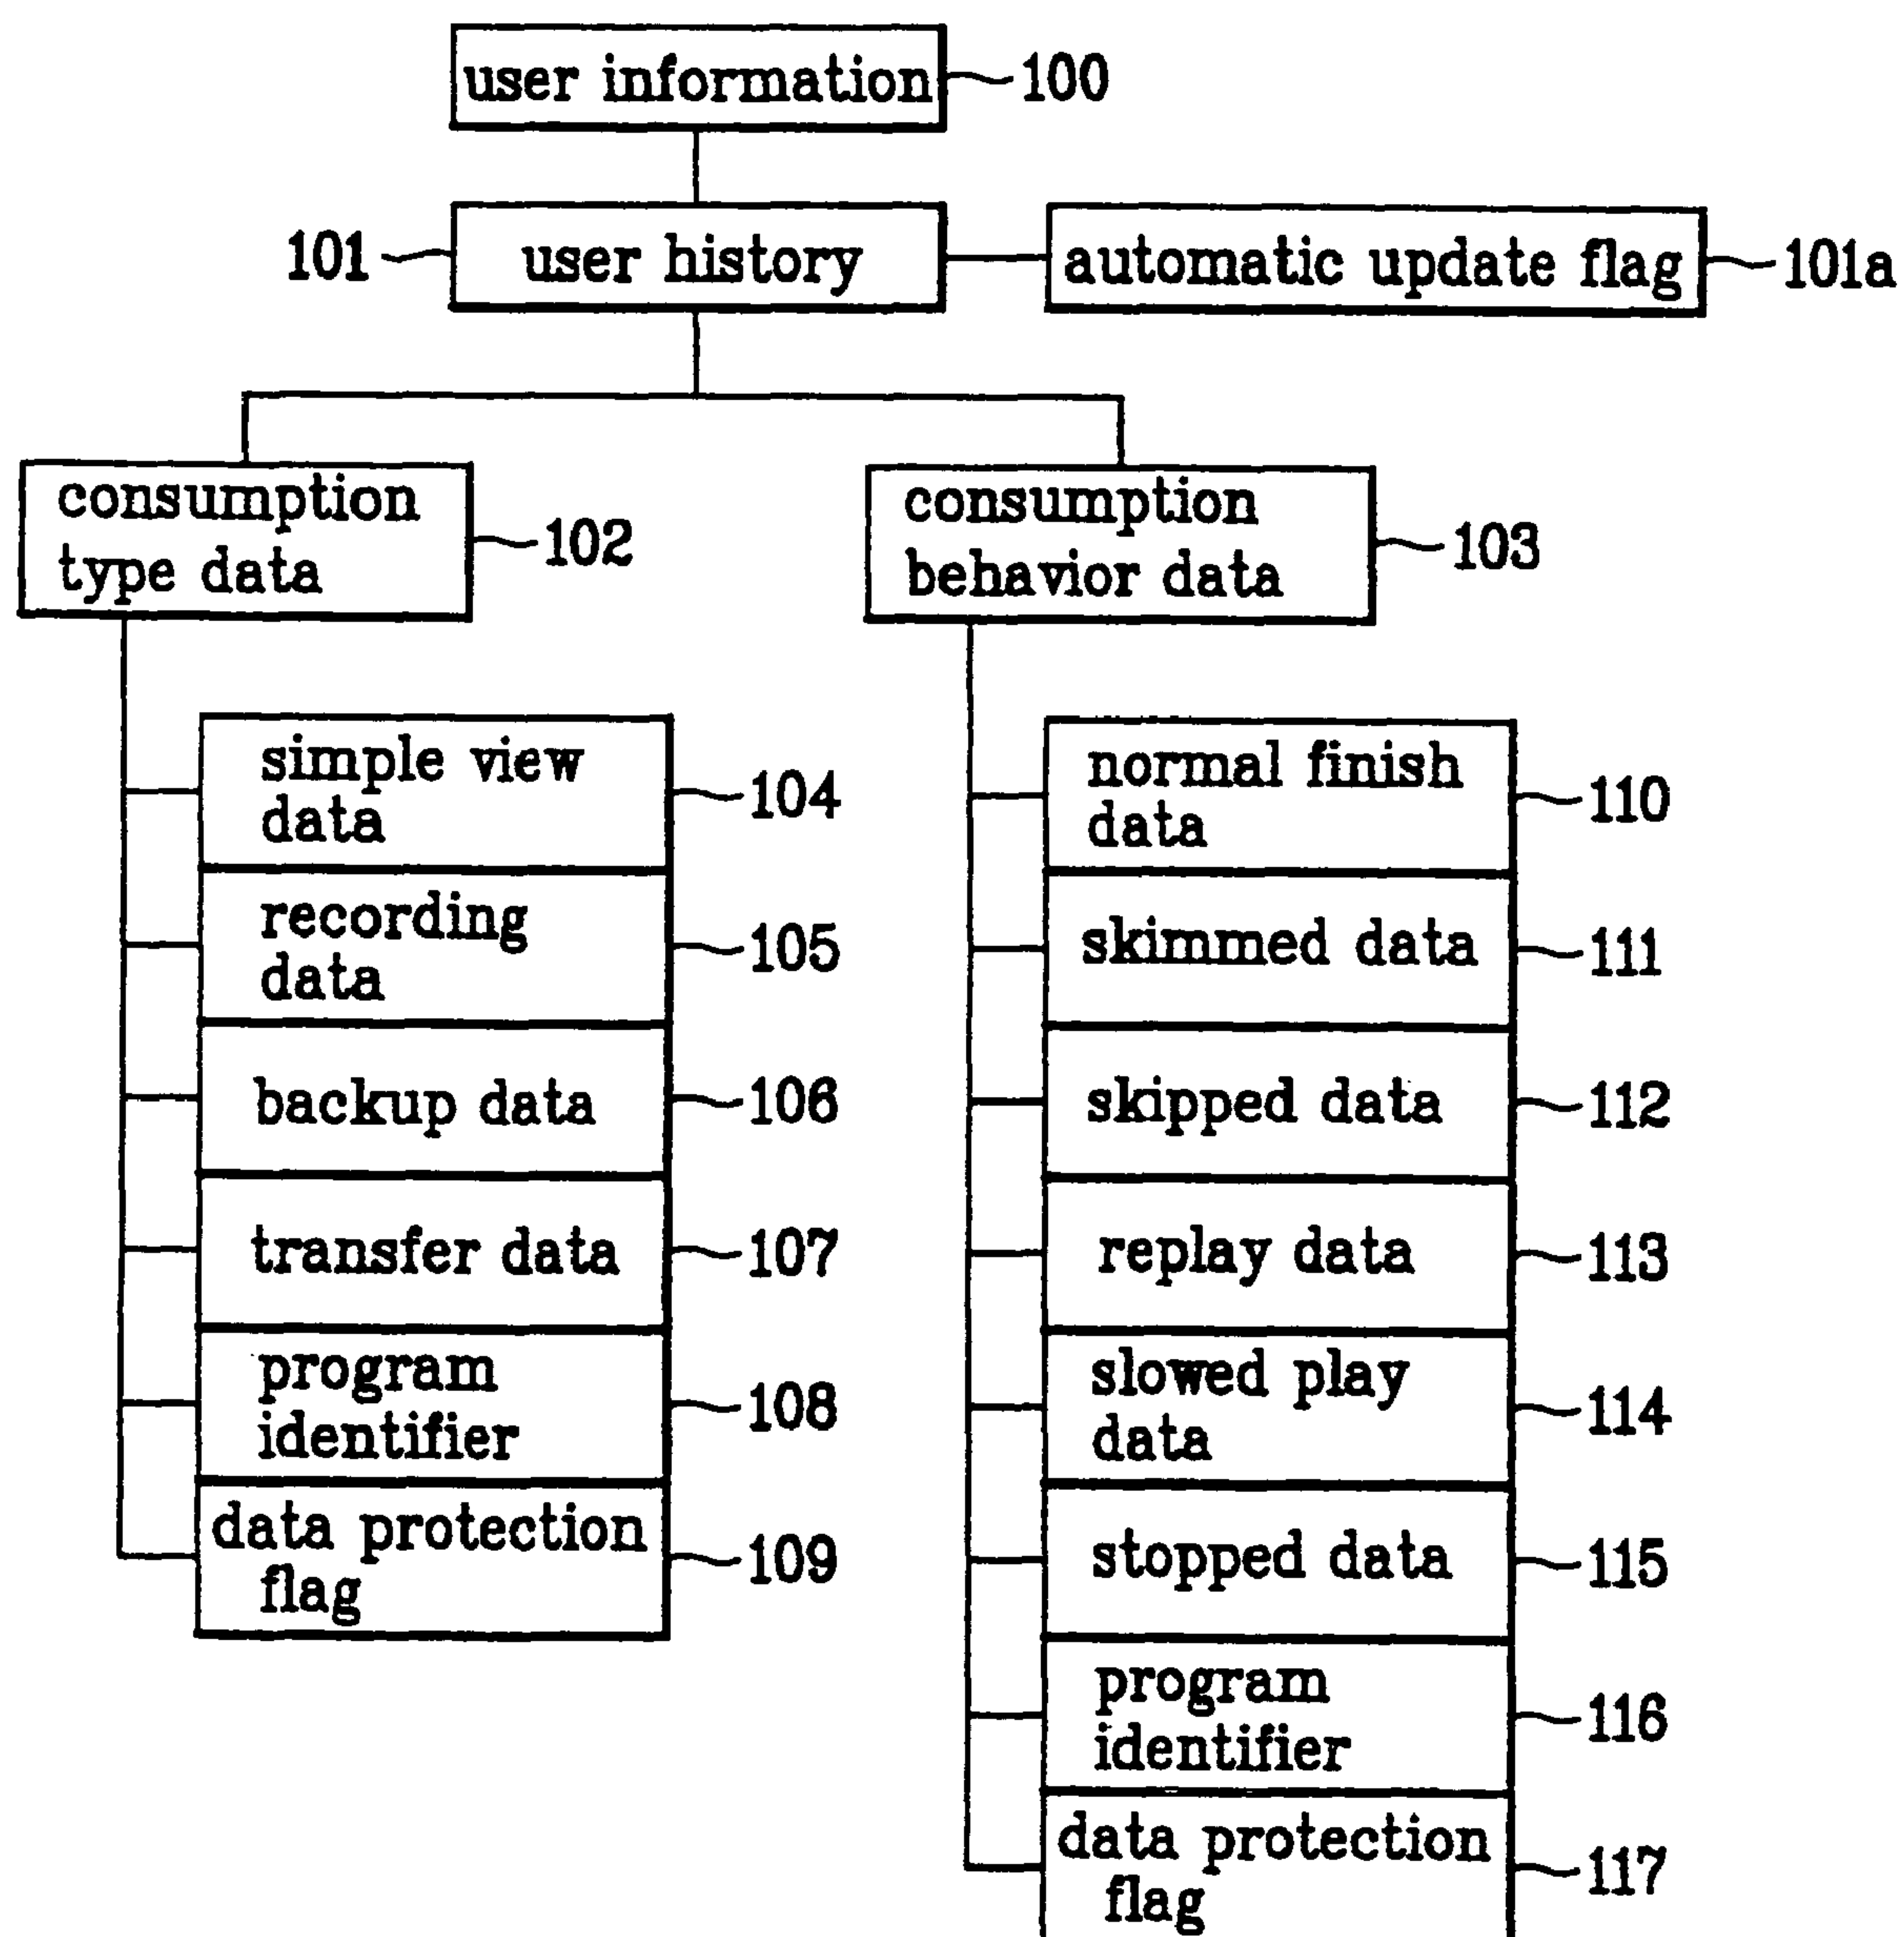 user information
100
101
user history
automatic update flag
101a
consumption
type data
102
consumption
behavior data
103
simple view
data
104
recording
data
105
backup data
106
transfer data
107
program
identifier
108
data protection
flag
109
normal finish
data
110
skimmed data
111
skipped data
112
replay data
113
slowed play
data
114
stopped data
115
program
identifier
116
data protection
flag
117